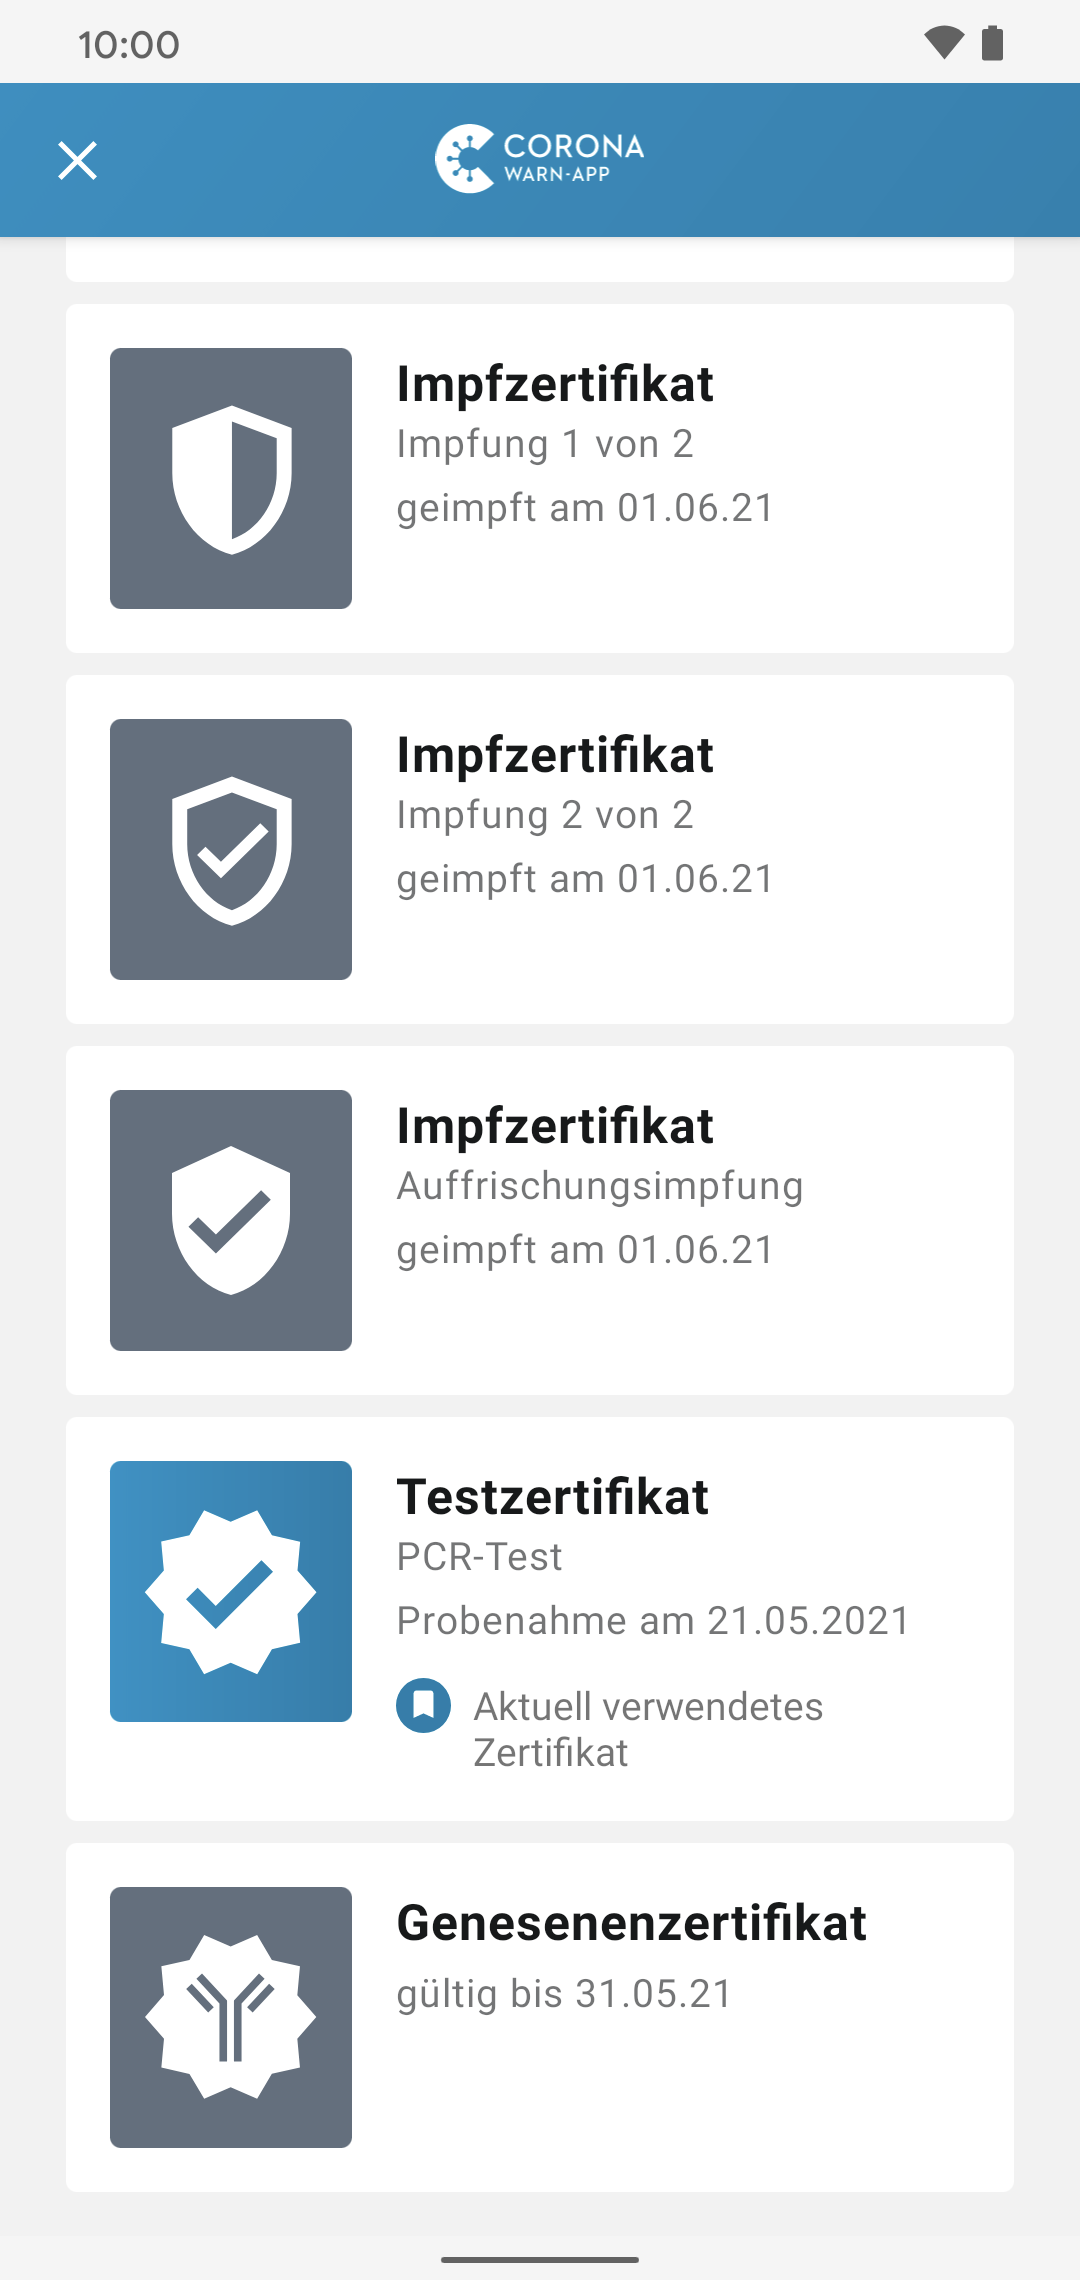 10:00
CORONA
WARN-APP
Impfzertifikat
Impfung 1 von 2
geimpft am 01.06.21
Impfzertifikat
Impfung 2 von 2
geimpft am 01.06.21
Impfzertifikat
Auffrischungsimpfung
geimpft am 01.06.21
Testzertifikat
PCR-Test
Probenahme am 21.05.2021
Aktuell verwendetes
Zertifikat
Genesenenzertifikat
gültig bis 31.05.21